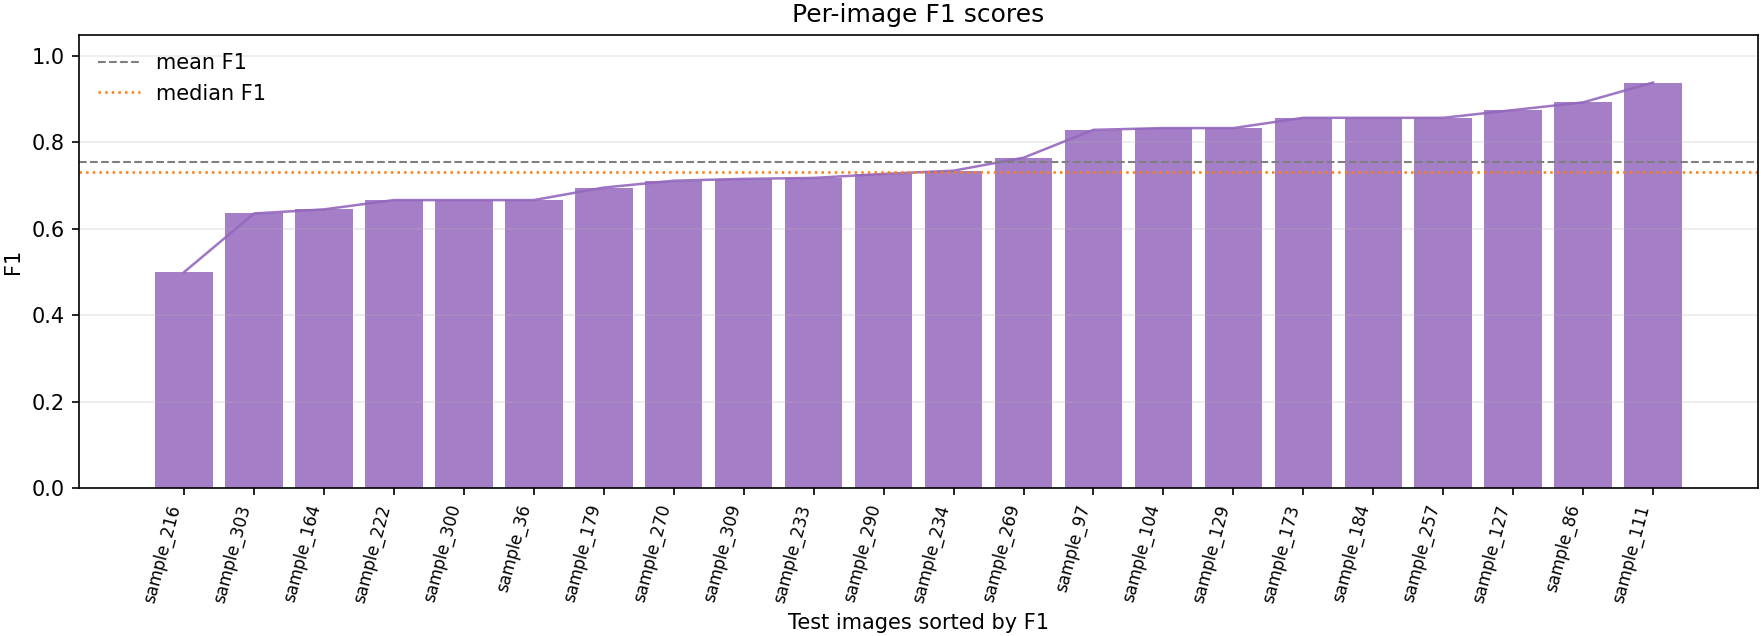 Per-image F1 scores
mean F1
median F1
F1
1.0
0.8
0.6
0.4
0.2
0.0
sample_216
sample_303
sample_164
sample_222
sample_300
sample_36
sample_179
sample_270
sample_309
sample_233
sample_290
sample_234
sample_269
sample_97
sample_104
sample_129
sample_173
sample_184
sample_257
sample_127
sample_86
sample_111
Test images sorted by F1